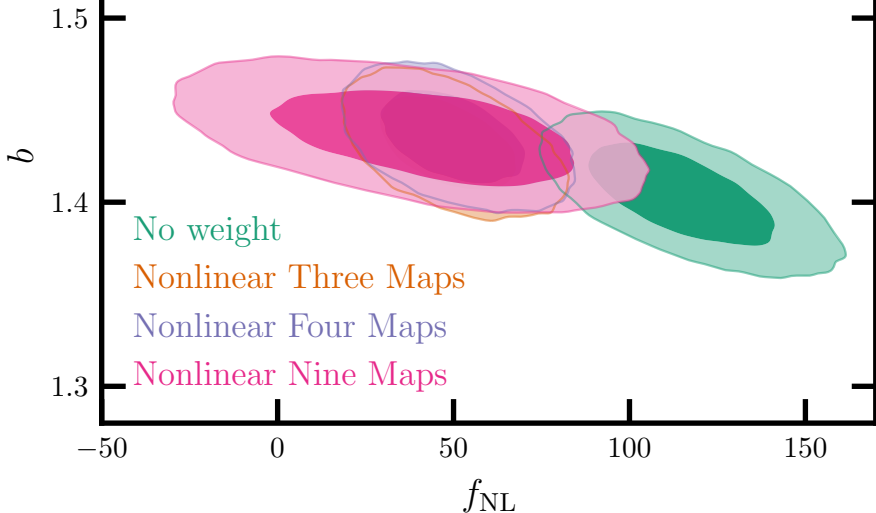 1.5
1.4
1.3
b
No weight
Nonlinear Three Maps
Nonlinear Four Maps
Nonlinear Nine Maps
−50 0 50 100 150
f_NL